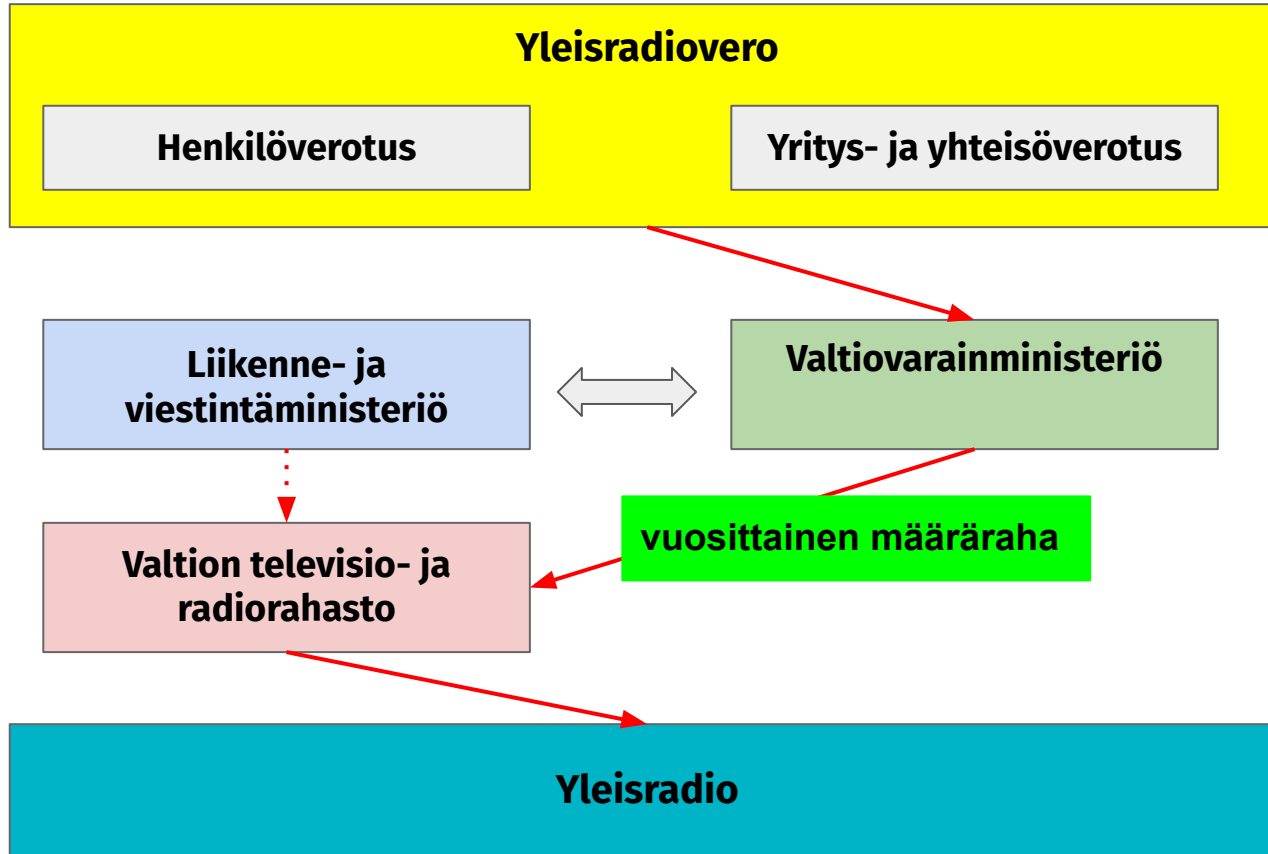 Yleisradiovero
Henkilöverotus
Yritys- ja yhteisöverotus
Liikenne- ja
viestintäministeriö
Valtiovarainministeriö
vuosittainen määräraha
Valtion televisio- ja
radiorahasto
Yleisradio